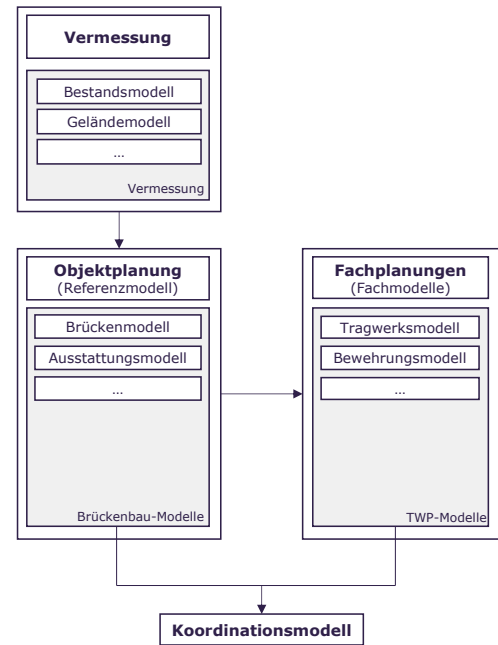 Vermessung
Bestandsmodell
Geländemodell
...
Vermessung
Objektplanung
(Referenzmodell)
Brückenmodell
Ausstattungsmodell
...
Brückenbau-Modelle
Fachplanungen
(Fachmodelle)
Tragwerksmodell
Bewehrungsmodell
...
TWP-Modelle
Koordinationsmodell